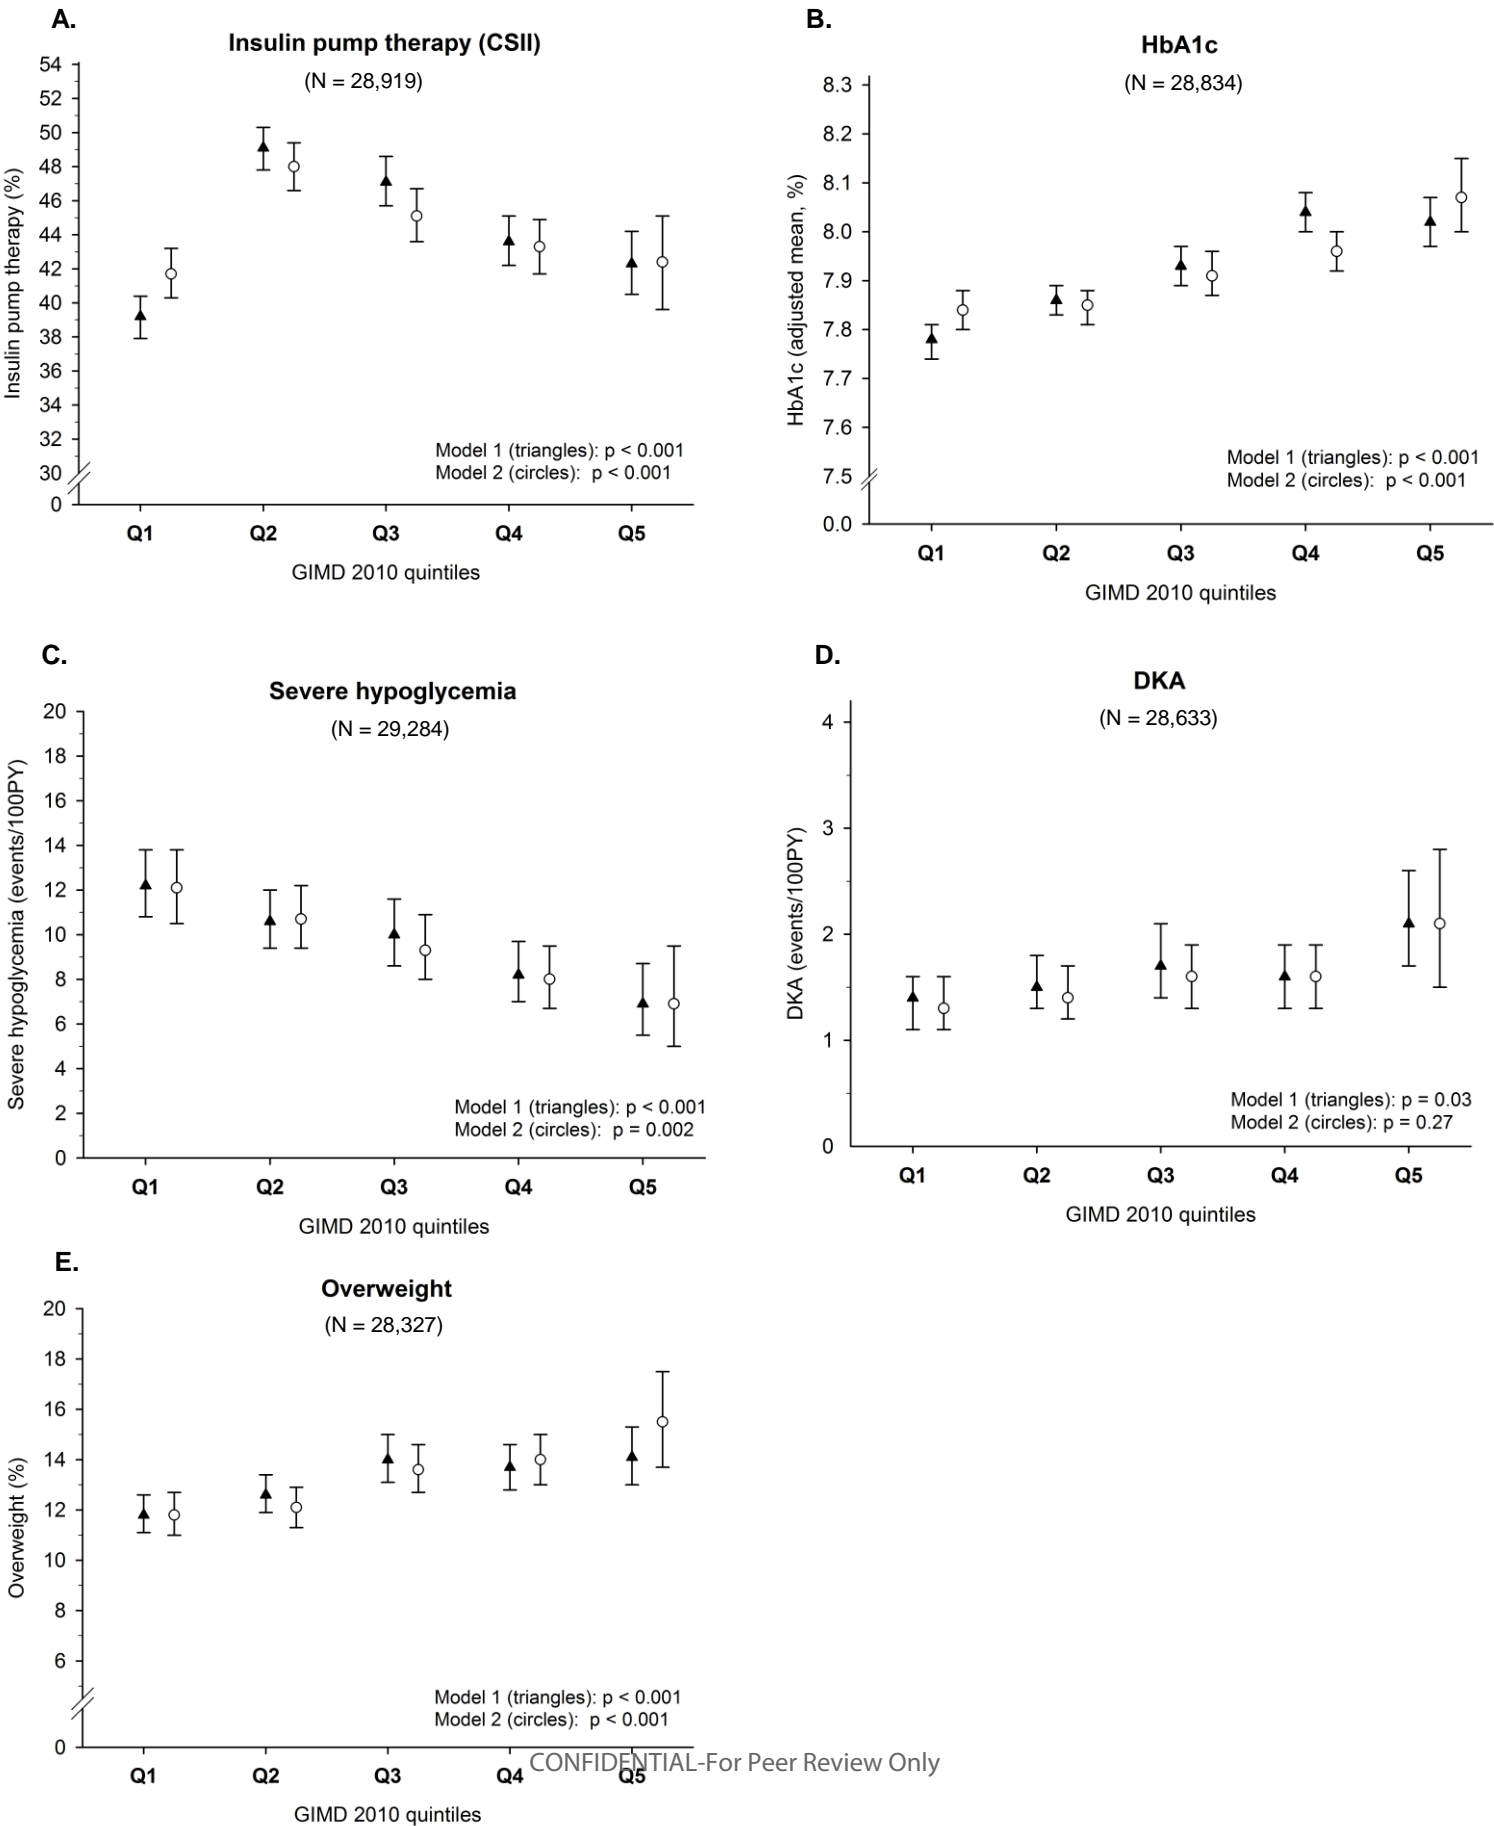 A.
Insulin pump therapy (CSII)
(N = 28,919)
Insulin pump therapy (%)
54
52
50
48
46
44
42
40
38
36
34
32
30
0
Model 1 (triangles): p < 0.001
Model 2 (circles): p < 0.001
Q1 Q2 Q3 Q4 Q5
GIMD 2010 quintiles
B.
HbA1c
(N = 28,834)
HbA1c (adjusted mean, %)
8.3
8.2
8.1
8.0
7.9
7.8
7.7
7.6
7.5
0.0
Model 1 (triangles): p < 0.001
Model 2 (circles): p < 0.001
Q1 Q2 Q3 Q4 Q5
GIMD 2010 quintiles
C.
Severe hypoglycemia
(N = 29,284)
Severe hypoglycemia (events/100PY)
20
18
16
14
12
10
8
6
4
2
0
Model 1 (triangles): p < 0.001
Model 2 (circles): p = 0.002
Q1 Q2 Q3 Q4 Q5
GIMD 2010 quintiles
D.
DKA
(N = 28,633)
DKA (events/100PY)
4
3
2
1
0
Model 1 (triangles): p = 0.03
Model 2 (circles): p = 0.27
Q1 Q2 Q3 Q4 Q5
GIMD 2010 quintiles
E.
Overweight
(N = 28,327)
Overweight (%)
20
18
16
14
12
10
8
6
0
Model 1 (triangles): p < 0.001
Model 2 (circles): p < 0.001
CONFIDENTIAL-For Peer Review Only
Q1 Q2 Q3 Q4 Q5
GIMD 2010 quintiles